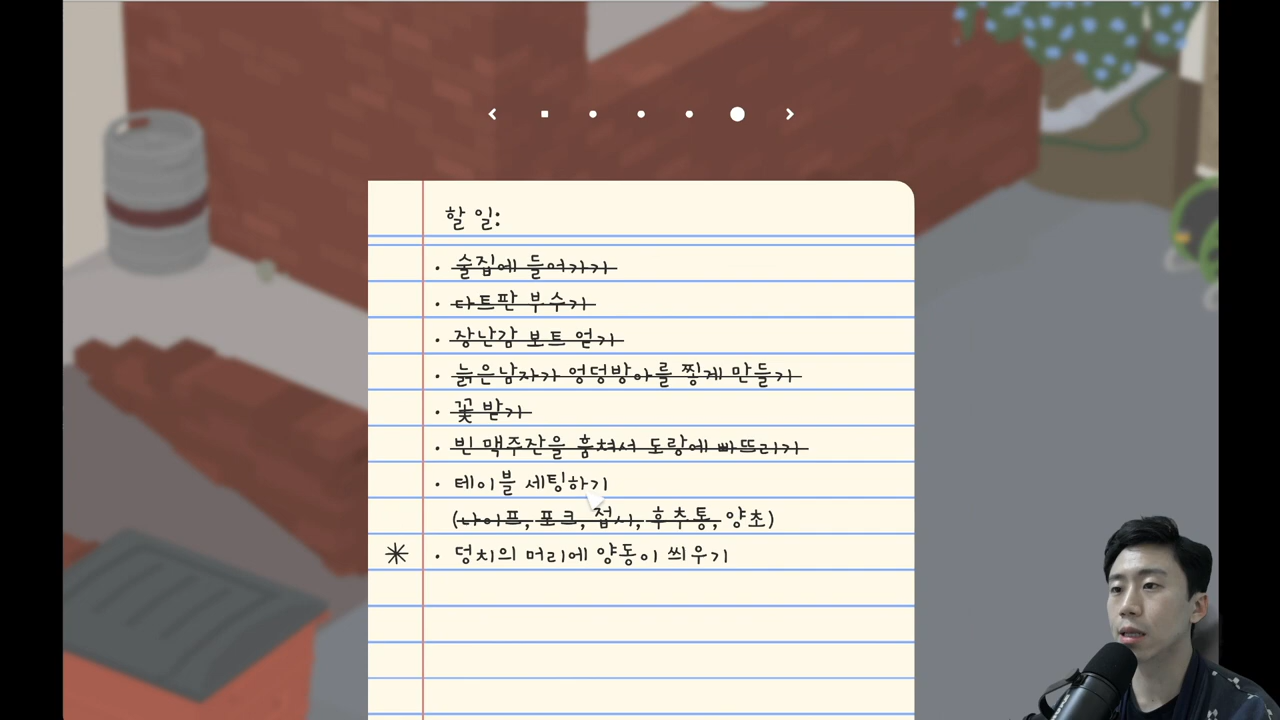 할 일:
· 술집에 들어가기
· 다트판 부수기
· 장난감 보트 얻기
· 늙은남자가 엉덩방아를 찧게 만들기
· 꽃 받기
· 빈 맥주잔을 훔쳐서 도랑에 빠뜨리기
· 테이블 세팅하기
(나이프, 포크, 접시, 후추통, 양초)
· 덩치의 머리에 양동이 씌우기